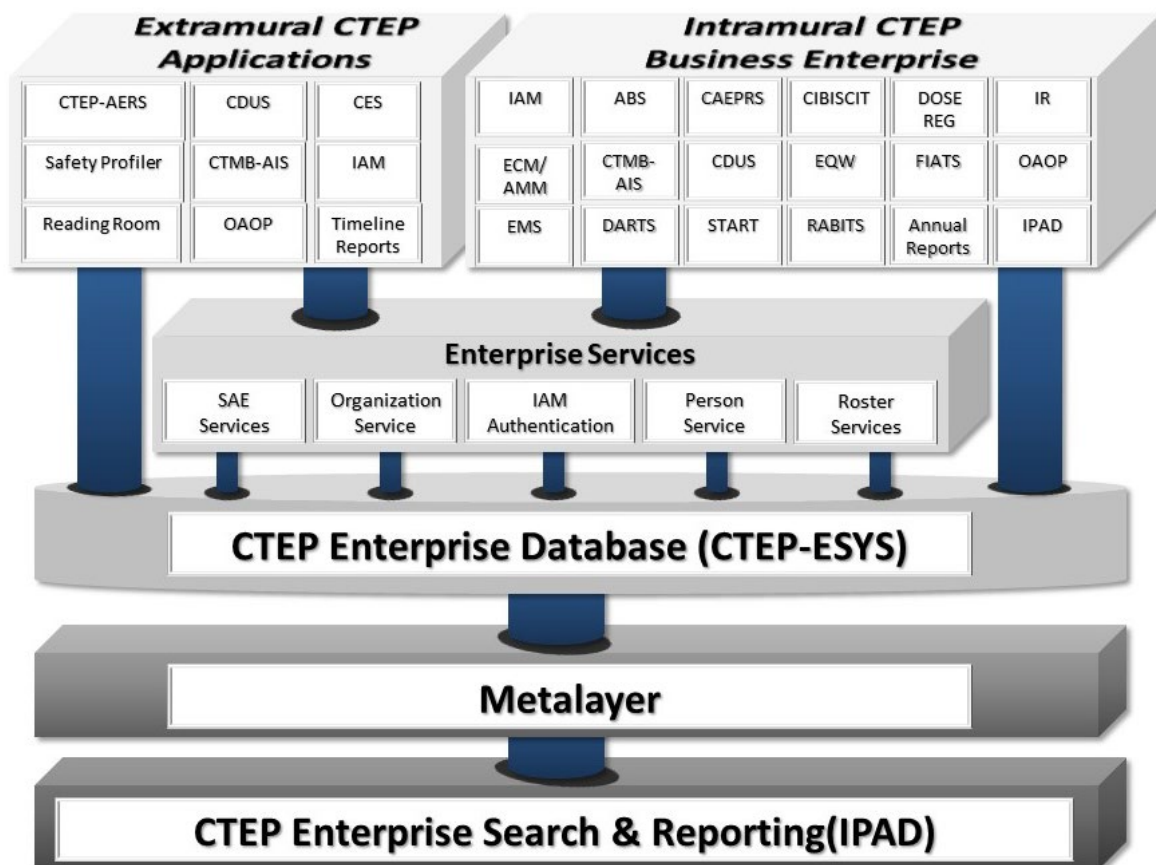 Extramural CTEP
Applications
CTEP-AERS
CDUS
CES
Safety Profiler
CTMB-AIS
IAM
Reading Room
OAOP
Timeline
Reports
Intramural CTEP
Business Enterprise
IAM
ABS
CAEPRS
CIBISCIT
DOSE
REG
IR
ECM/
AMM
CTMB-
AIS
CDUS
EQW
FIATS
OAOP
EMS
DARTS
START
RABITS
Annual
Reports
IPAD
Enterprise Services
SAE
Services
Organization
Service
IAM
Authentication
Person
Service
Roster
Services
CTEP Enterprise Database (CTEP-ESYS)
Metalayer
CTEP Enterprise Search & Reporting(IPAD)